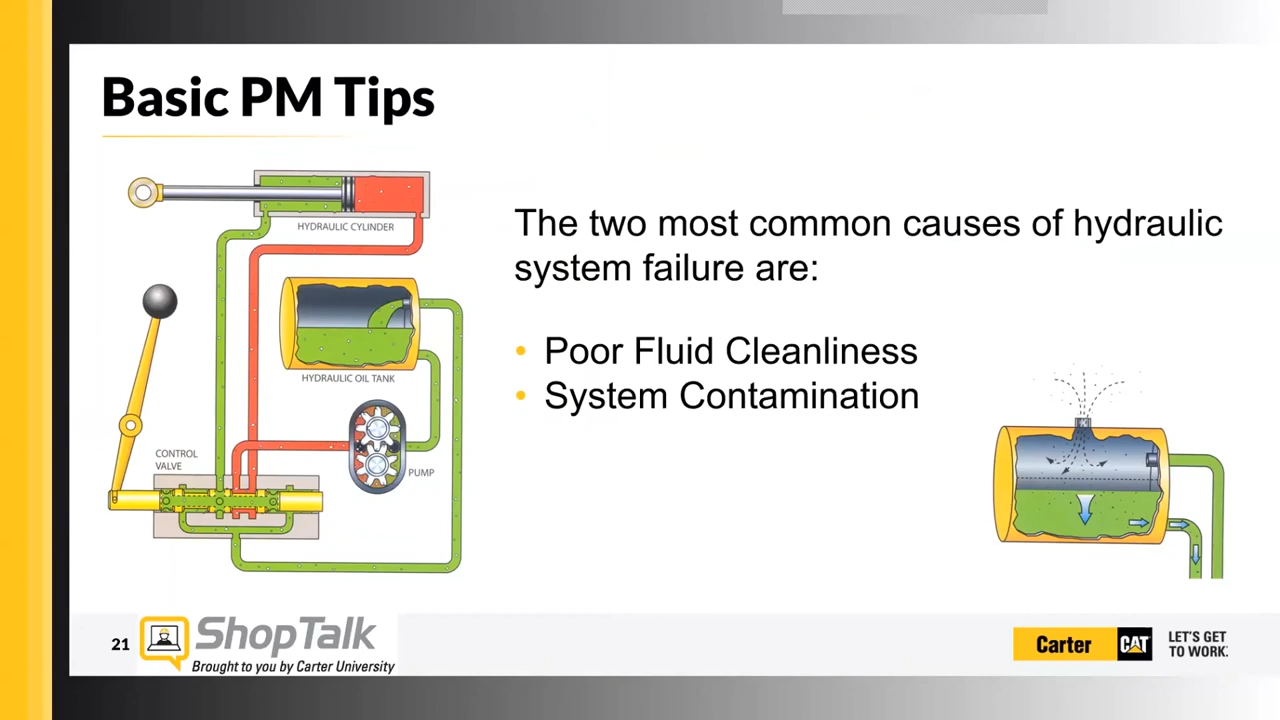 Basic PM Tips
HYDRAULIC CYLINDER
HYDRAULIC OIL TANK
CONTROL
VALVE
PUMP
The two most common causes of hydraulic
system failure are:
• Poor Fluid Cleanliness
• System Contamination
21
ShopTalk
Brought to you by Carter University
Carter
CAT
LET'S GET
TO WORK.